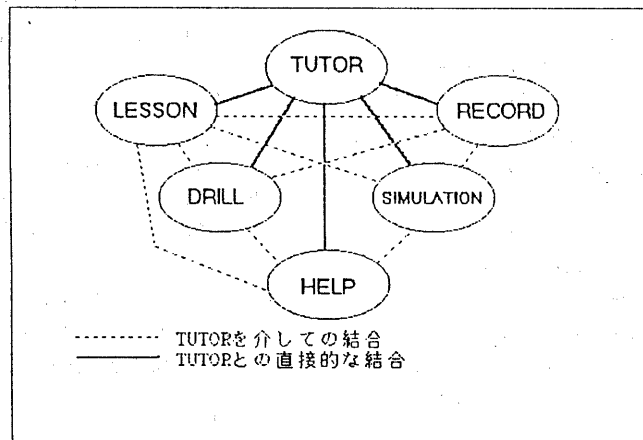 TUTOR
LESSON
RECORD
DRILL
SIMULATION
HELP
TUTORを介しての結合
TUTORとの直接的な結合